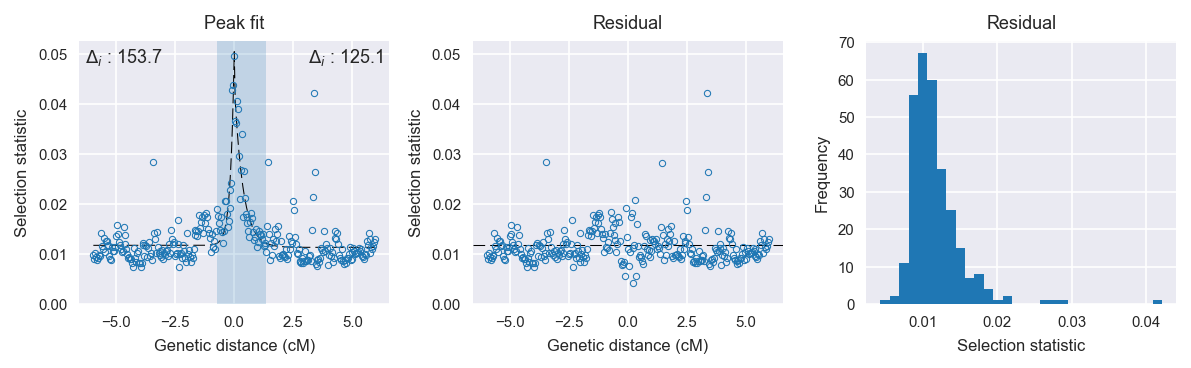 Peak fit
Δi : 153.7
Δi : 125.1
Selection statistic
0.05
0.04
0.03
0.02
0.01
0.00
−5.0 −2.5 0.0 2.5 5.0
Genetic distance (cM)
Residual
Selection statistic
0.05
0.04
0.03
0.02
0.01
0.00
−5.0 −2.5 0.0 2.5 5.0
Genetic distance (cM)
Residual
Frequency
70
60
50
40
30
20
10
0
0.01 0.02 0.03 0.04
Selection statistic